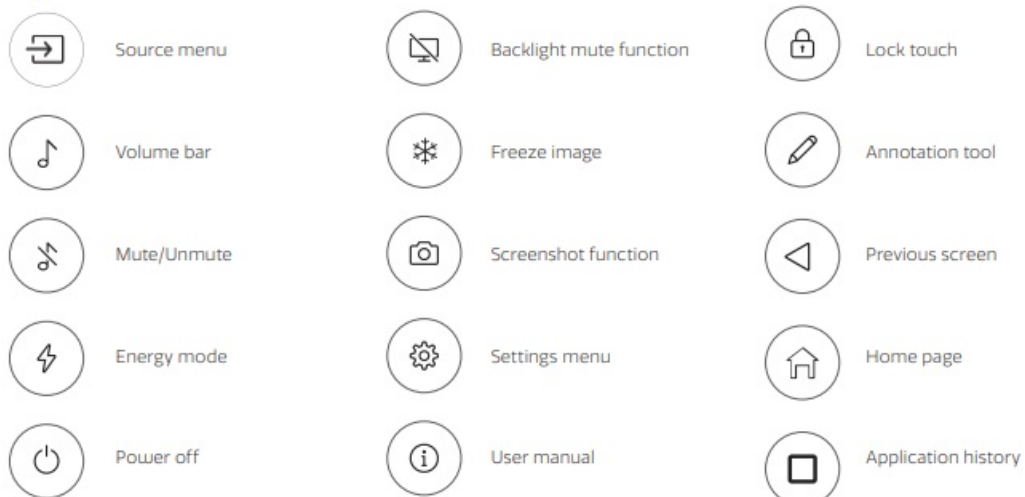 Source menu
Backlight mute function
Lock touch
Volume bar
Freeze image
Annotation tool
Mute/Unmute
Screenshot function
Previous screen
Energy mode
Settings menu
Home page
Power off
User manual
Application history